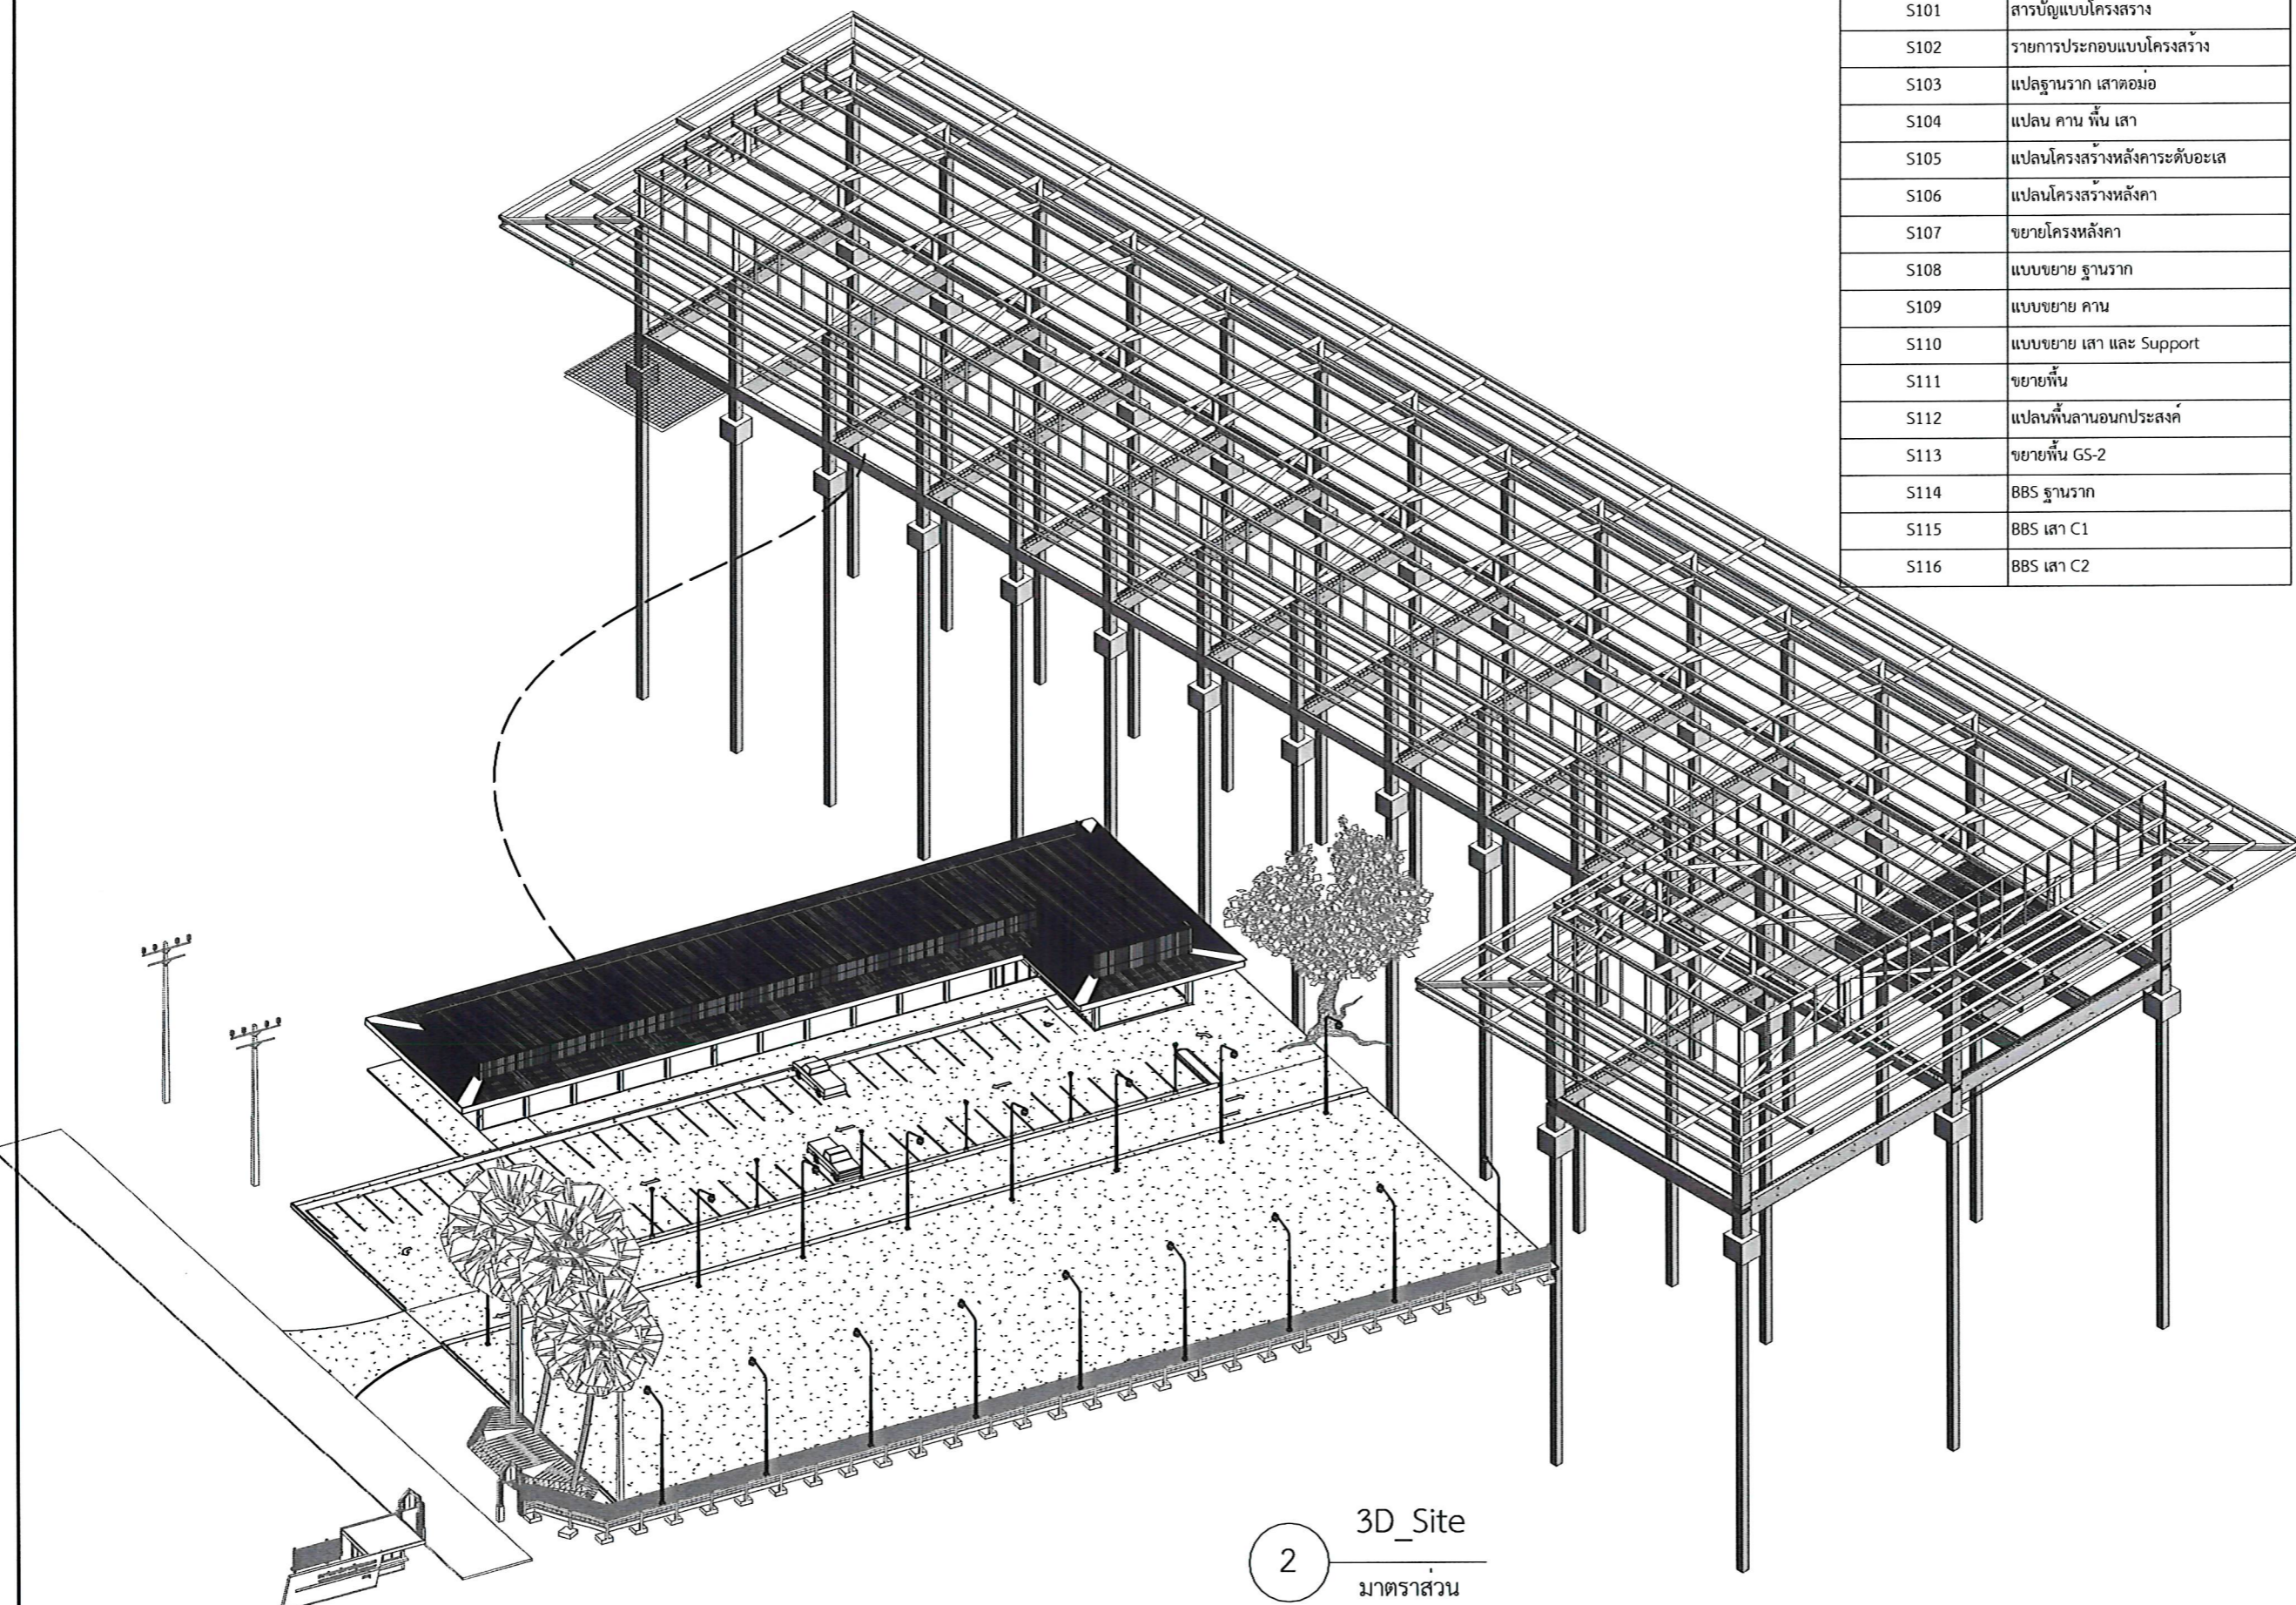 S101 สารบัญแบบโครงสร้าง
S102 รายการประกอบแบบโครงสร้าง
S103 แปลฐานราก เสาตอม่อ
S104 แปลน คาน พื้น เสา
S105 แปลนโครงสร้างหลังคาระดับอะเส
S106 แปลนโครงสร้างหลังคา
S107 ขยายโครงหลังคา
S108 แบบขยาย ฐานราก
S109 แบบขยาย คาน
S110 แบบขยาย เสา และ Support
S111 ขยายพื้น
S112 แปลนพื้นลานอนกประสงค์
S113 ขยายพื้น GS-2
S114 BBS ฐานราก
S115 BBS เสา C1
S116 BBS เสา C2
3D_Site
2
มาตราส่วน